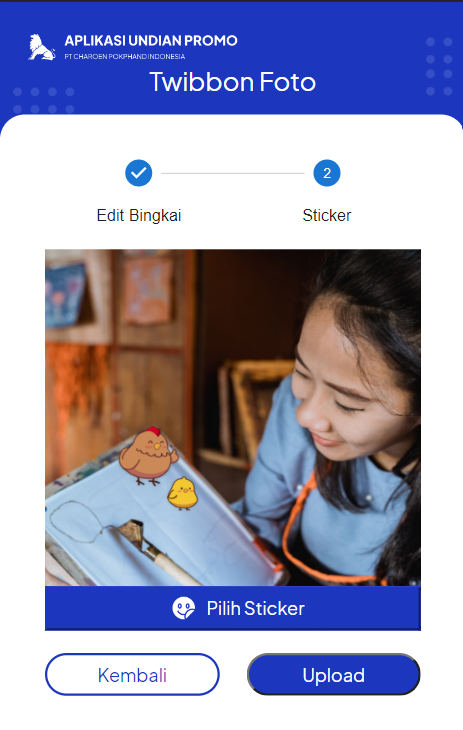 APLIKASI UNDIAN PROMO
PT CHAROEN POKPHAND INDONESIA
Twibbon Foto
2
Edit Bingkai
Sticker
Pilih Sticker
Kembali
Upload